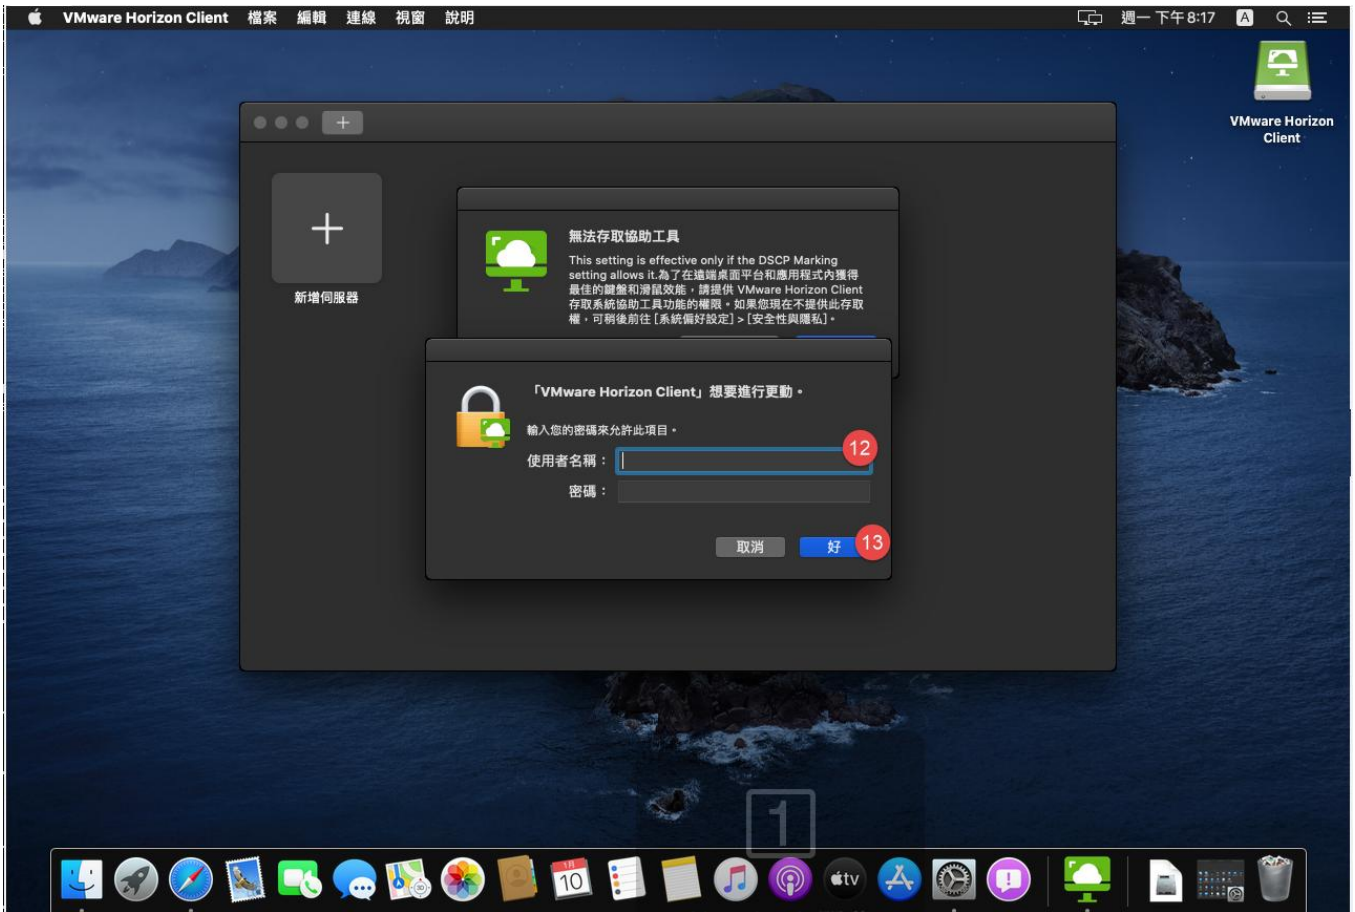 VMware Horizon Client 檔案 編輯 連線 視窗 說明 週一 下午8:17 A
VMware Horizon
Client
新增伺服器
無法存取協助工具
This setting is effective only if the DSCP Marking
setting allows it.為了在遠端桌面平台和應用程式內獲得
最佳的鍵盤和滑鼠效能，請提供 VMware Horizon Client
存取系統協助工具功能的權限。如果您現在不提供此存取
權，可稍後前往 [系統偏好設定] > [安全性與隱私]。
「VMware Horizon Client」想要進行更動。
輸入您的密碼來允許此項目。
使用者名稱： 12
密碼：
取消 好 13
1
1月
10
tv